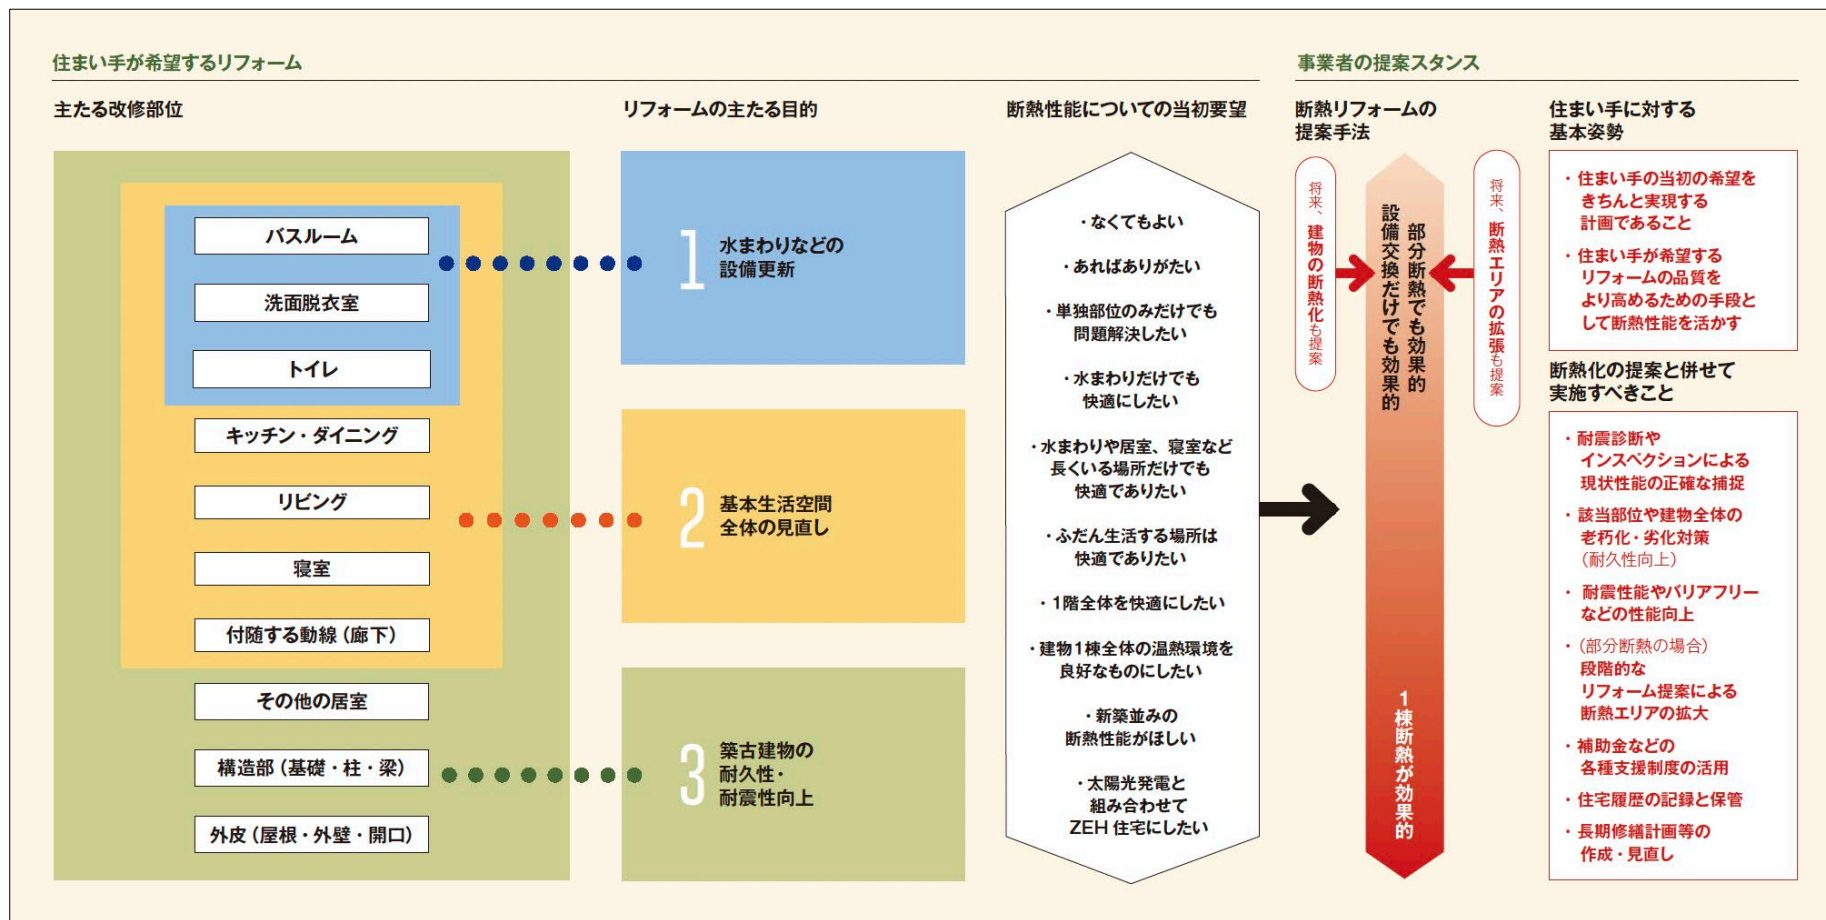 住まい手が希望するリフォーム
主たる改修部位
バスルーム
洗面脱衣室
トイレ
キッチン・ダイニング
リビング
寝室
付随する動線（廊下）
その他の居室
構造部（基礎・柱・梁）
外皮（屋根・外壁・開口）
リフォームの主たる目的
1
水まわりなどの
設備更新
2
基本生活空間
全体の見直し
3
築古建物の
耐久性・
耐震性向上
断熱性能についての当初要望
・なくてもよい
・あればありがたい
・単独部位のみだけでも
問題解決したい
・水まわりだけでも
快適にしたい
・水まわりや居室、寝室など
長くいる場所だけでも
快適でありたい
・ふだん生活する場所は
快適でありたい
・1階全体を快適にしたい
・建物1棟全体の温熱環境を
良好なものにしたい
・新築並みの
断熱性能がほしい
・太陽光発電と
組み合わせて
ZEH 住宅にしたい
事業者の提案スタンス
断熱リフォームの
提案手法
将来、建物の断熱化も提案
部分断熱でも効果的
設備交換だけでも効果的
1棟断熱が効果的
将来、断熱エリアの拡張も提案
住まい手に対する
基本姿勢
・住まい手の当初の希望を
きちんと実現する
計画であること
・住まい手が希望する
リフォームの品質を
より高めるための手段と
して断熱性能を活かす
断熱化の提案と併せて
実施すべきこと
・耐震診断や
インスペクションによる
現状性能の正確な捕捉
・該当部位や建物全体の
老朽化・劣化対策
（耐久性向上）
・耐震性能やバリアフリー
などの性能向上
・（部分断熱の場合）
段階的な
リフォーム提案による
断熱エリアの拡大
・補助金などの
各種支援制度の活用
・住宅履歴の記録と保管
・長期修繕計画等の
作成・見直し